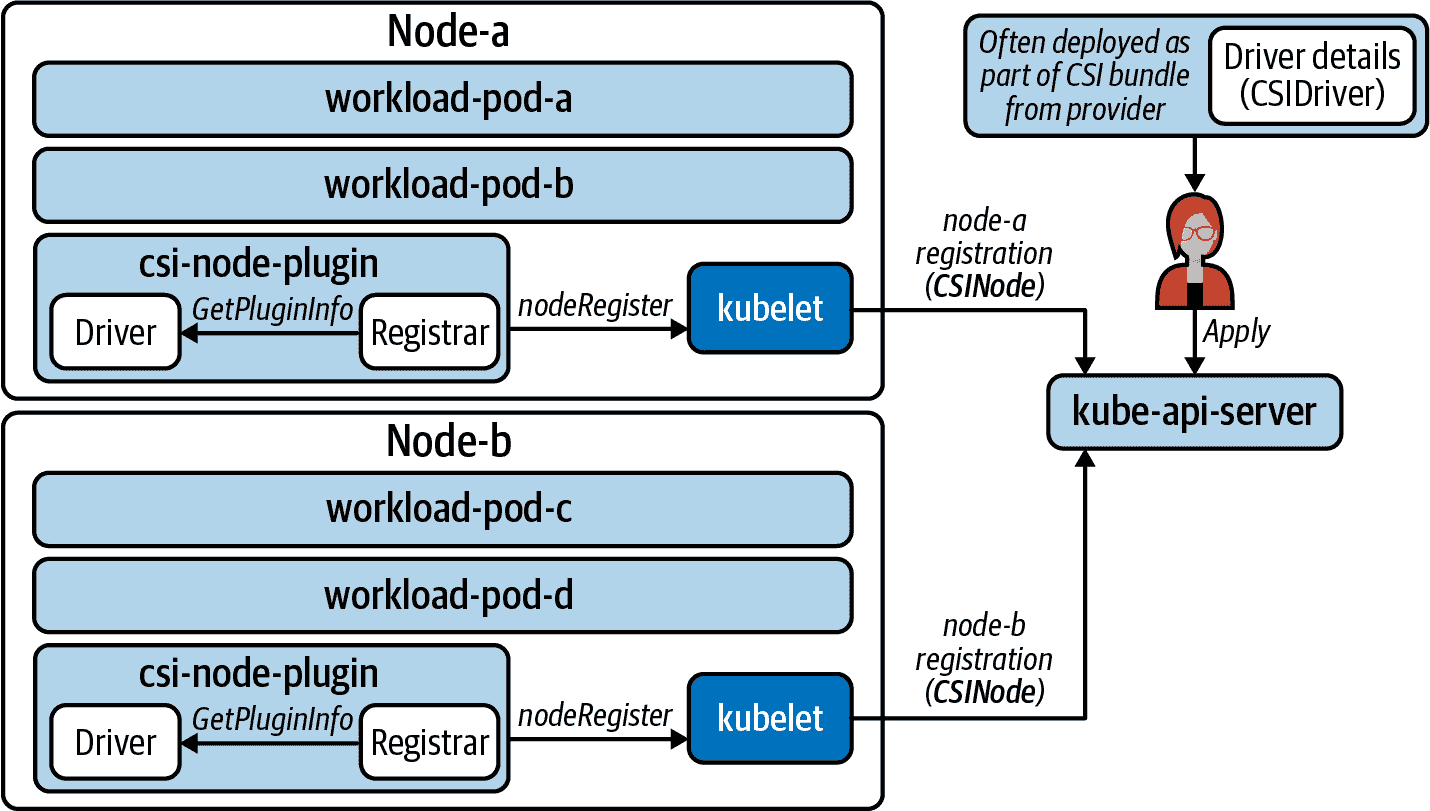 Node-a
workload-pod-a
workload-pod-b
csi-node-plugin
GetPluginInfo
Driver
Registrar
nodeRegister
kubelet
node-a
registration
(CSINode)
Often deployed as
part of CSI bundle
from provider
Driver details
(CSIDriver)
Apply
kube-api-server
Node-b
workload-pod-c
workload-pod-d
csi-node-plugin
GetPluginInfo
Driver
Registrar
nodeRegister
kubelet
node-b
registration
(CSINode)